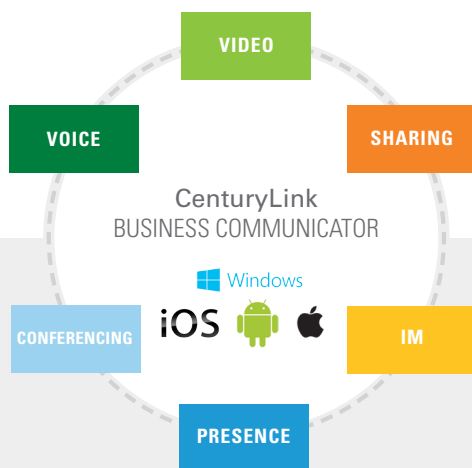 VIDEO
VOICE
SHARING
CenturyLink
BUSINESS COMMUNICATOR
Windows
iOS
CONFERENCING
IM
PRESENCE